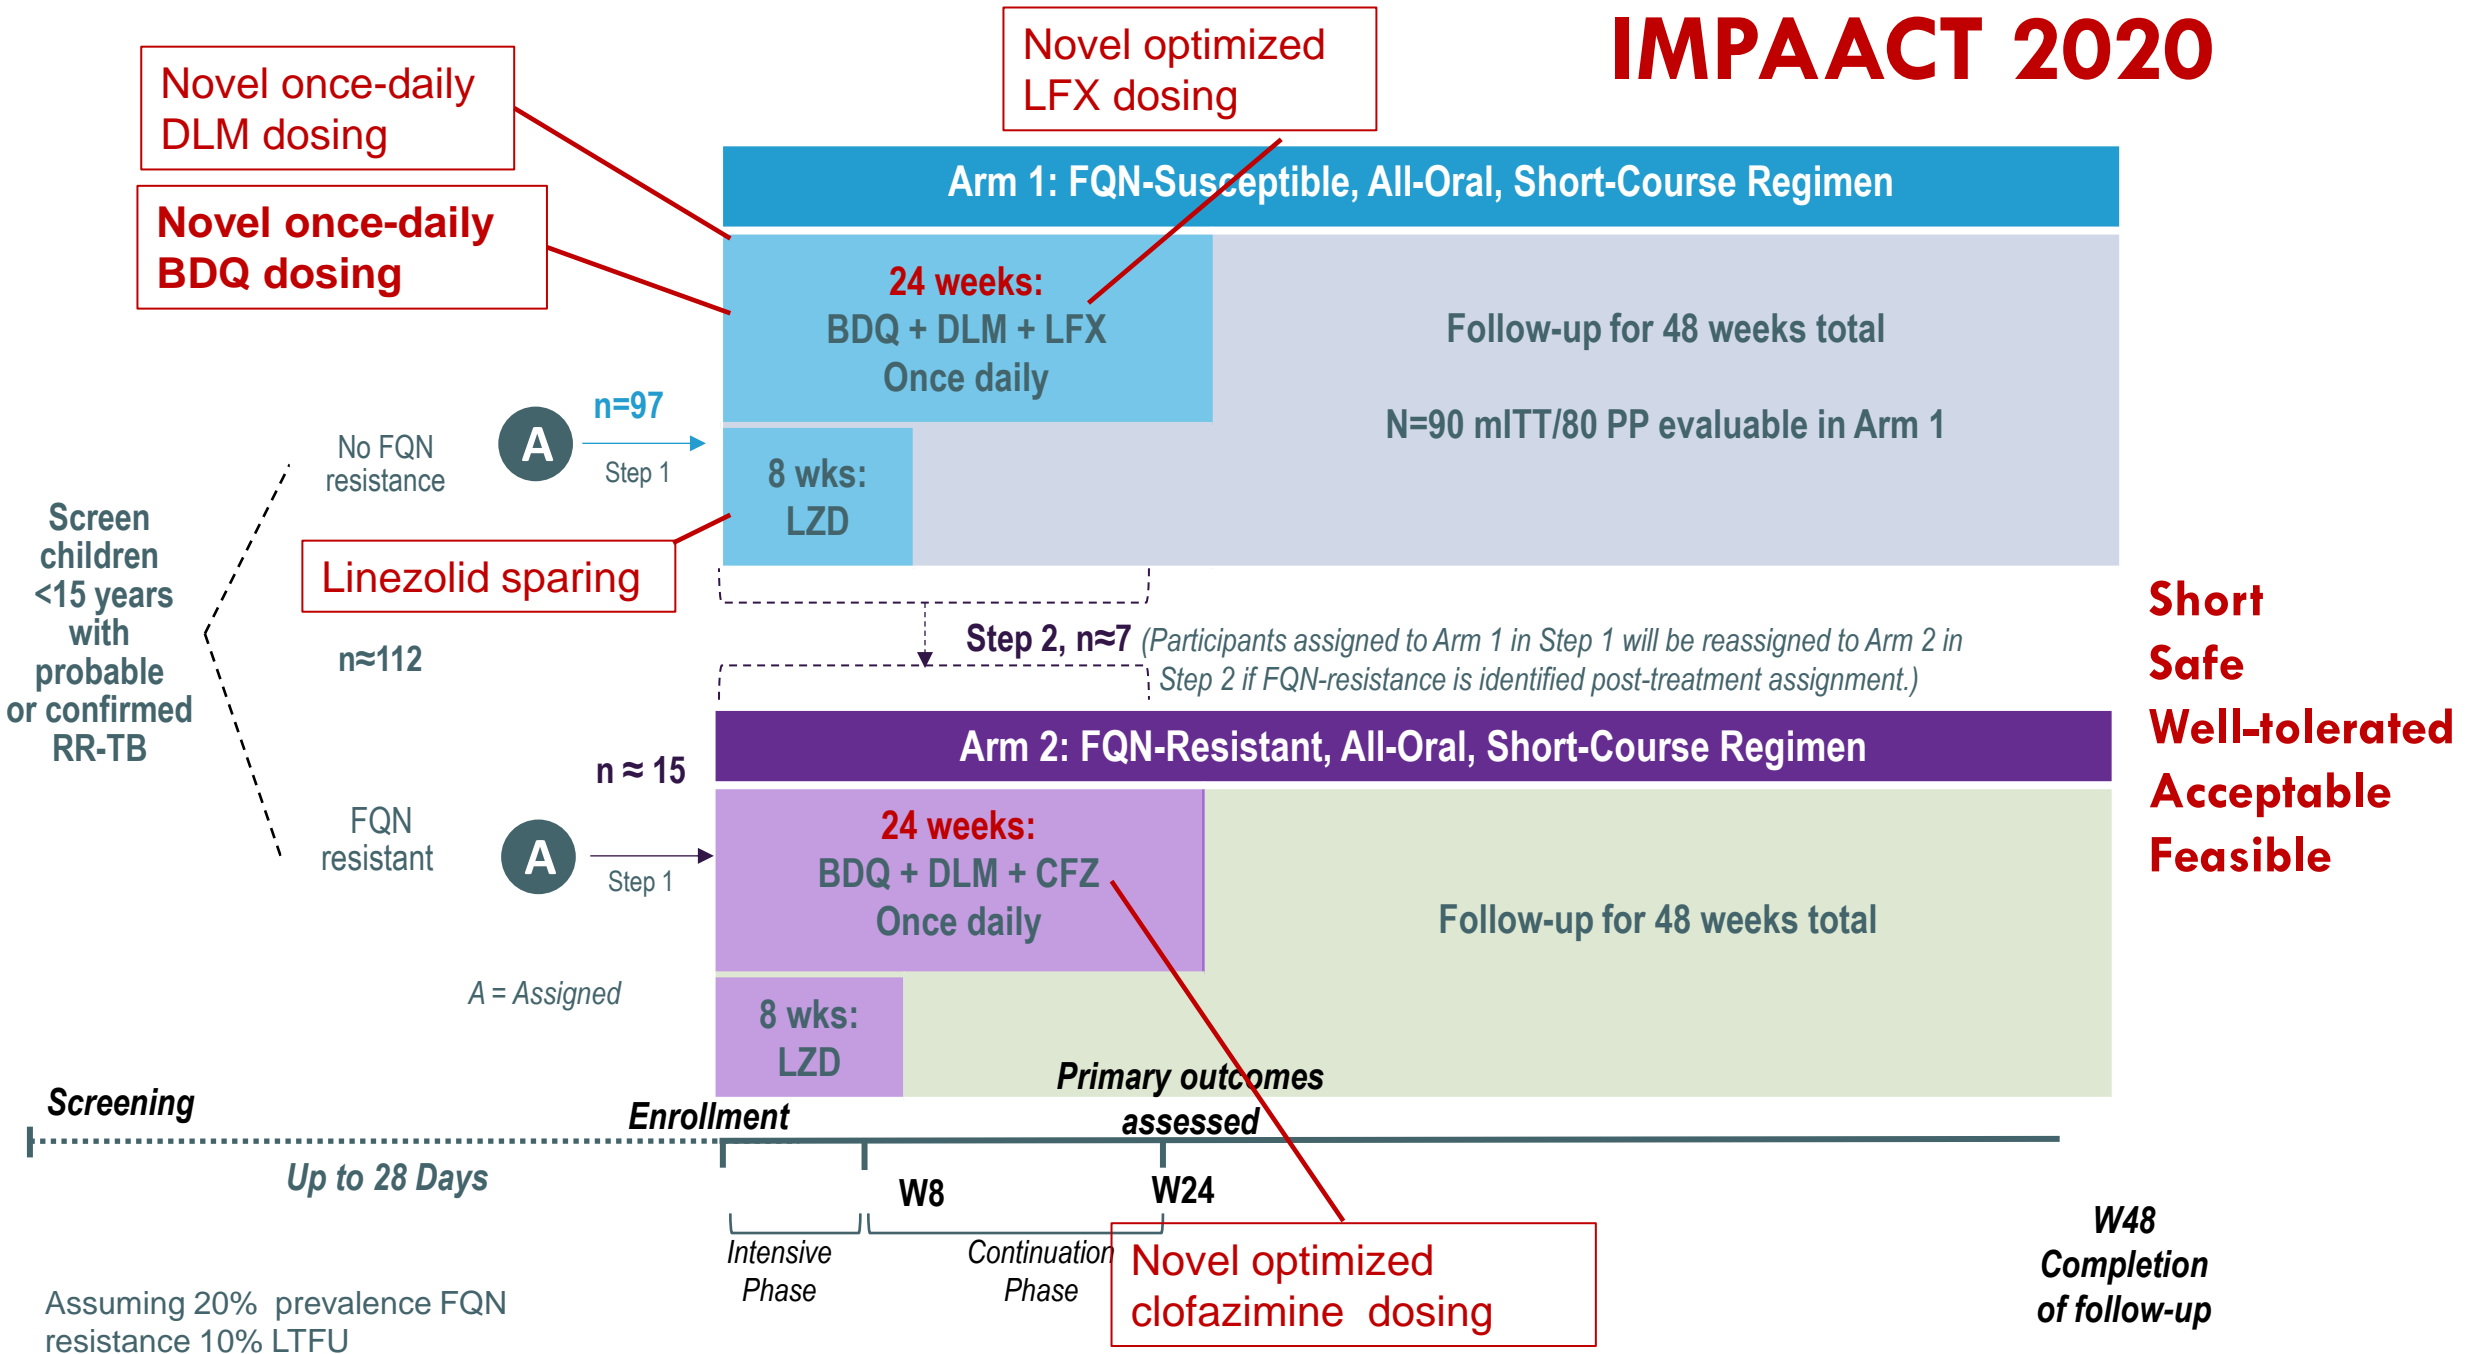 IMPAACT 2020
Novel once-daily
DLM dosing
Novel optimized
LFX dosing
Novel once-daily
BDQ dosing
Arm 1: FQN-Susceptible, All-Oral, Short-Course Regimen
24 weeks:
BDQ + DLM + LFX
Once daily
Follow-up for 48 weeks total
N=90 mITT/80 PP evaluable in Arm 1
8 wks:
LZD
No FQN
resistance
A
n=97
Step 1
Screen
children
<15 years
with
probable
or confirmed
RR-TB
Linezolid sparing
n≈112
Step 2, n≈7 (Participants assigned to Arm 1 in Step 1 will be reassigned to Arm 2 in
Step 2 if FQN-resistance is identified post-treatment assignment.)
Short
Safe
Well-tolerated
Acceptable
Feasible
Arm 2: FQN-Resistant, All-Oral, Short-Course Regimen
n ≈ 15
FQN
resistant
A
Step 1
24 weeks:
BDQ + DLM + CFZ
Once daily
Follow-up for 48 weeks total
A = Assigned
8 wks:
LZD
Screening
Enrollment
Primary outcomes
assessed
Up to 28 Days
W8
W24
Intensive
Phase
Continuation
Phase
Novel optimized
clofazimine  dosing
W48
Completion
of follow-up
Assuming 20%  prevalence FQN
resistance 10% LTFU